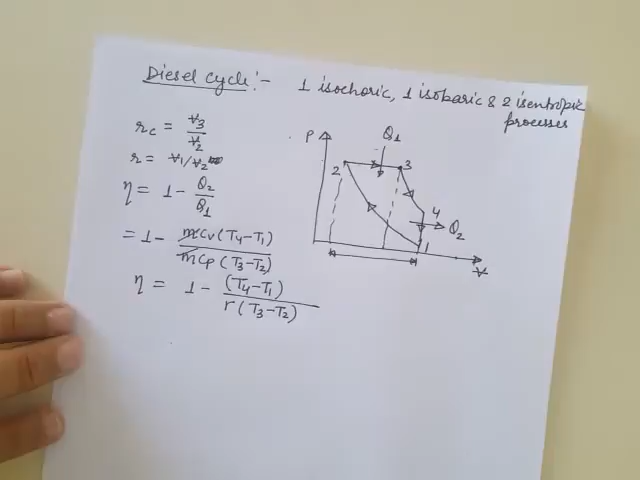 Diesel cycle:- 1 isochoric, 1 isobaric & 2 isentropic
processes
rc = V3/V2
r = V1/V2
η = 1 - Q2/Q1
= 1 - mCv(T4-T1)/mCp(T3-T2)
η = 1 - (T4-T1)/r(T3-T2)
P
Q1
2
3
4
Q2
1
V